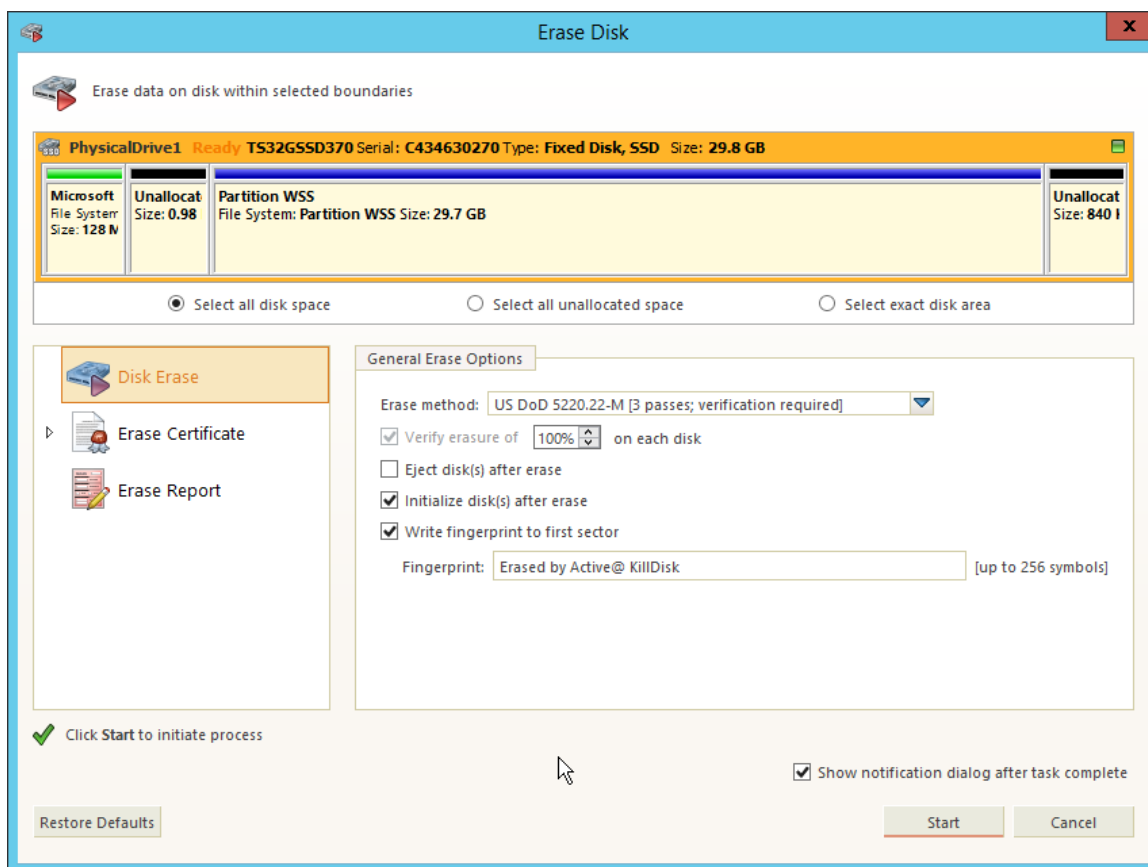 Erase Disk
x
Erase data on disk within selected boundaries
SSD PhysicalDrive1 Ready TS32GSSD370 Serial: C434630270 Type: Fixed Disk, SSD Size: 29.8 GB
Microsoft
File System
Size: 128 M
Unallocat
Size: 0.98
Partition WSS
File System: Partition WSS Size: 29.7 GB
Unallocat
Size: 840
Select all disk space
Select all unallocated space
Select exact disk area
Disk Erase
Erase Certificate
Erase Report
General Erase Options
Erase method: US DoD 5220.22-M [3 passes; verification required]
Verify erasure of 100% on each disk
Eject disk(s) after erase
Initialize disk(s) after erase
Write fingerprint to first sector
Fingerprint: Erased by Active@ KillDisk [up to 256 symbols]
Click Start to initiate process
Show notification dialog after task complete
Restore Defaults
Start
Cancel